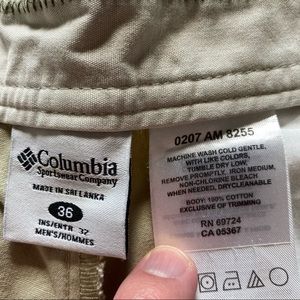 Columbia
Sportswear Company
MADE IN SRI LANKA
36
INS/ENTR 32
MEN'S/HOMMES
0207 AM 8255
MACHINE WASH COLD GENTLE,
WITH LIKE COLORS,
TUMBLE DRY LOW,
REMOVE PROMPTLY, IRON MEDIUM,
NON-CHLORINE BLEACH
WHEN NEEDED, DRYCLEANABLE
BODY: 100% COTTON
EXCLUSIVE OF TRIMMING
RN 69724
CA 05367